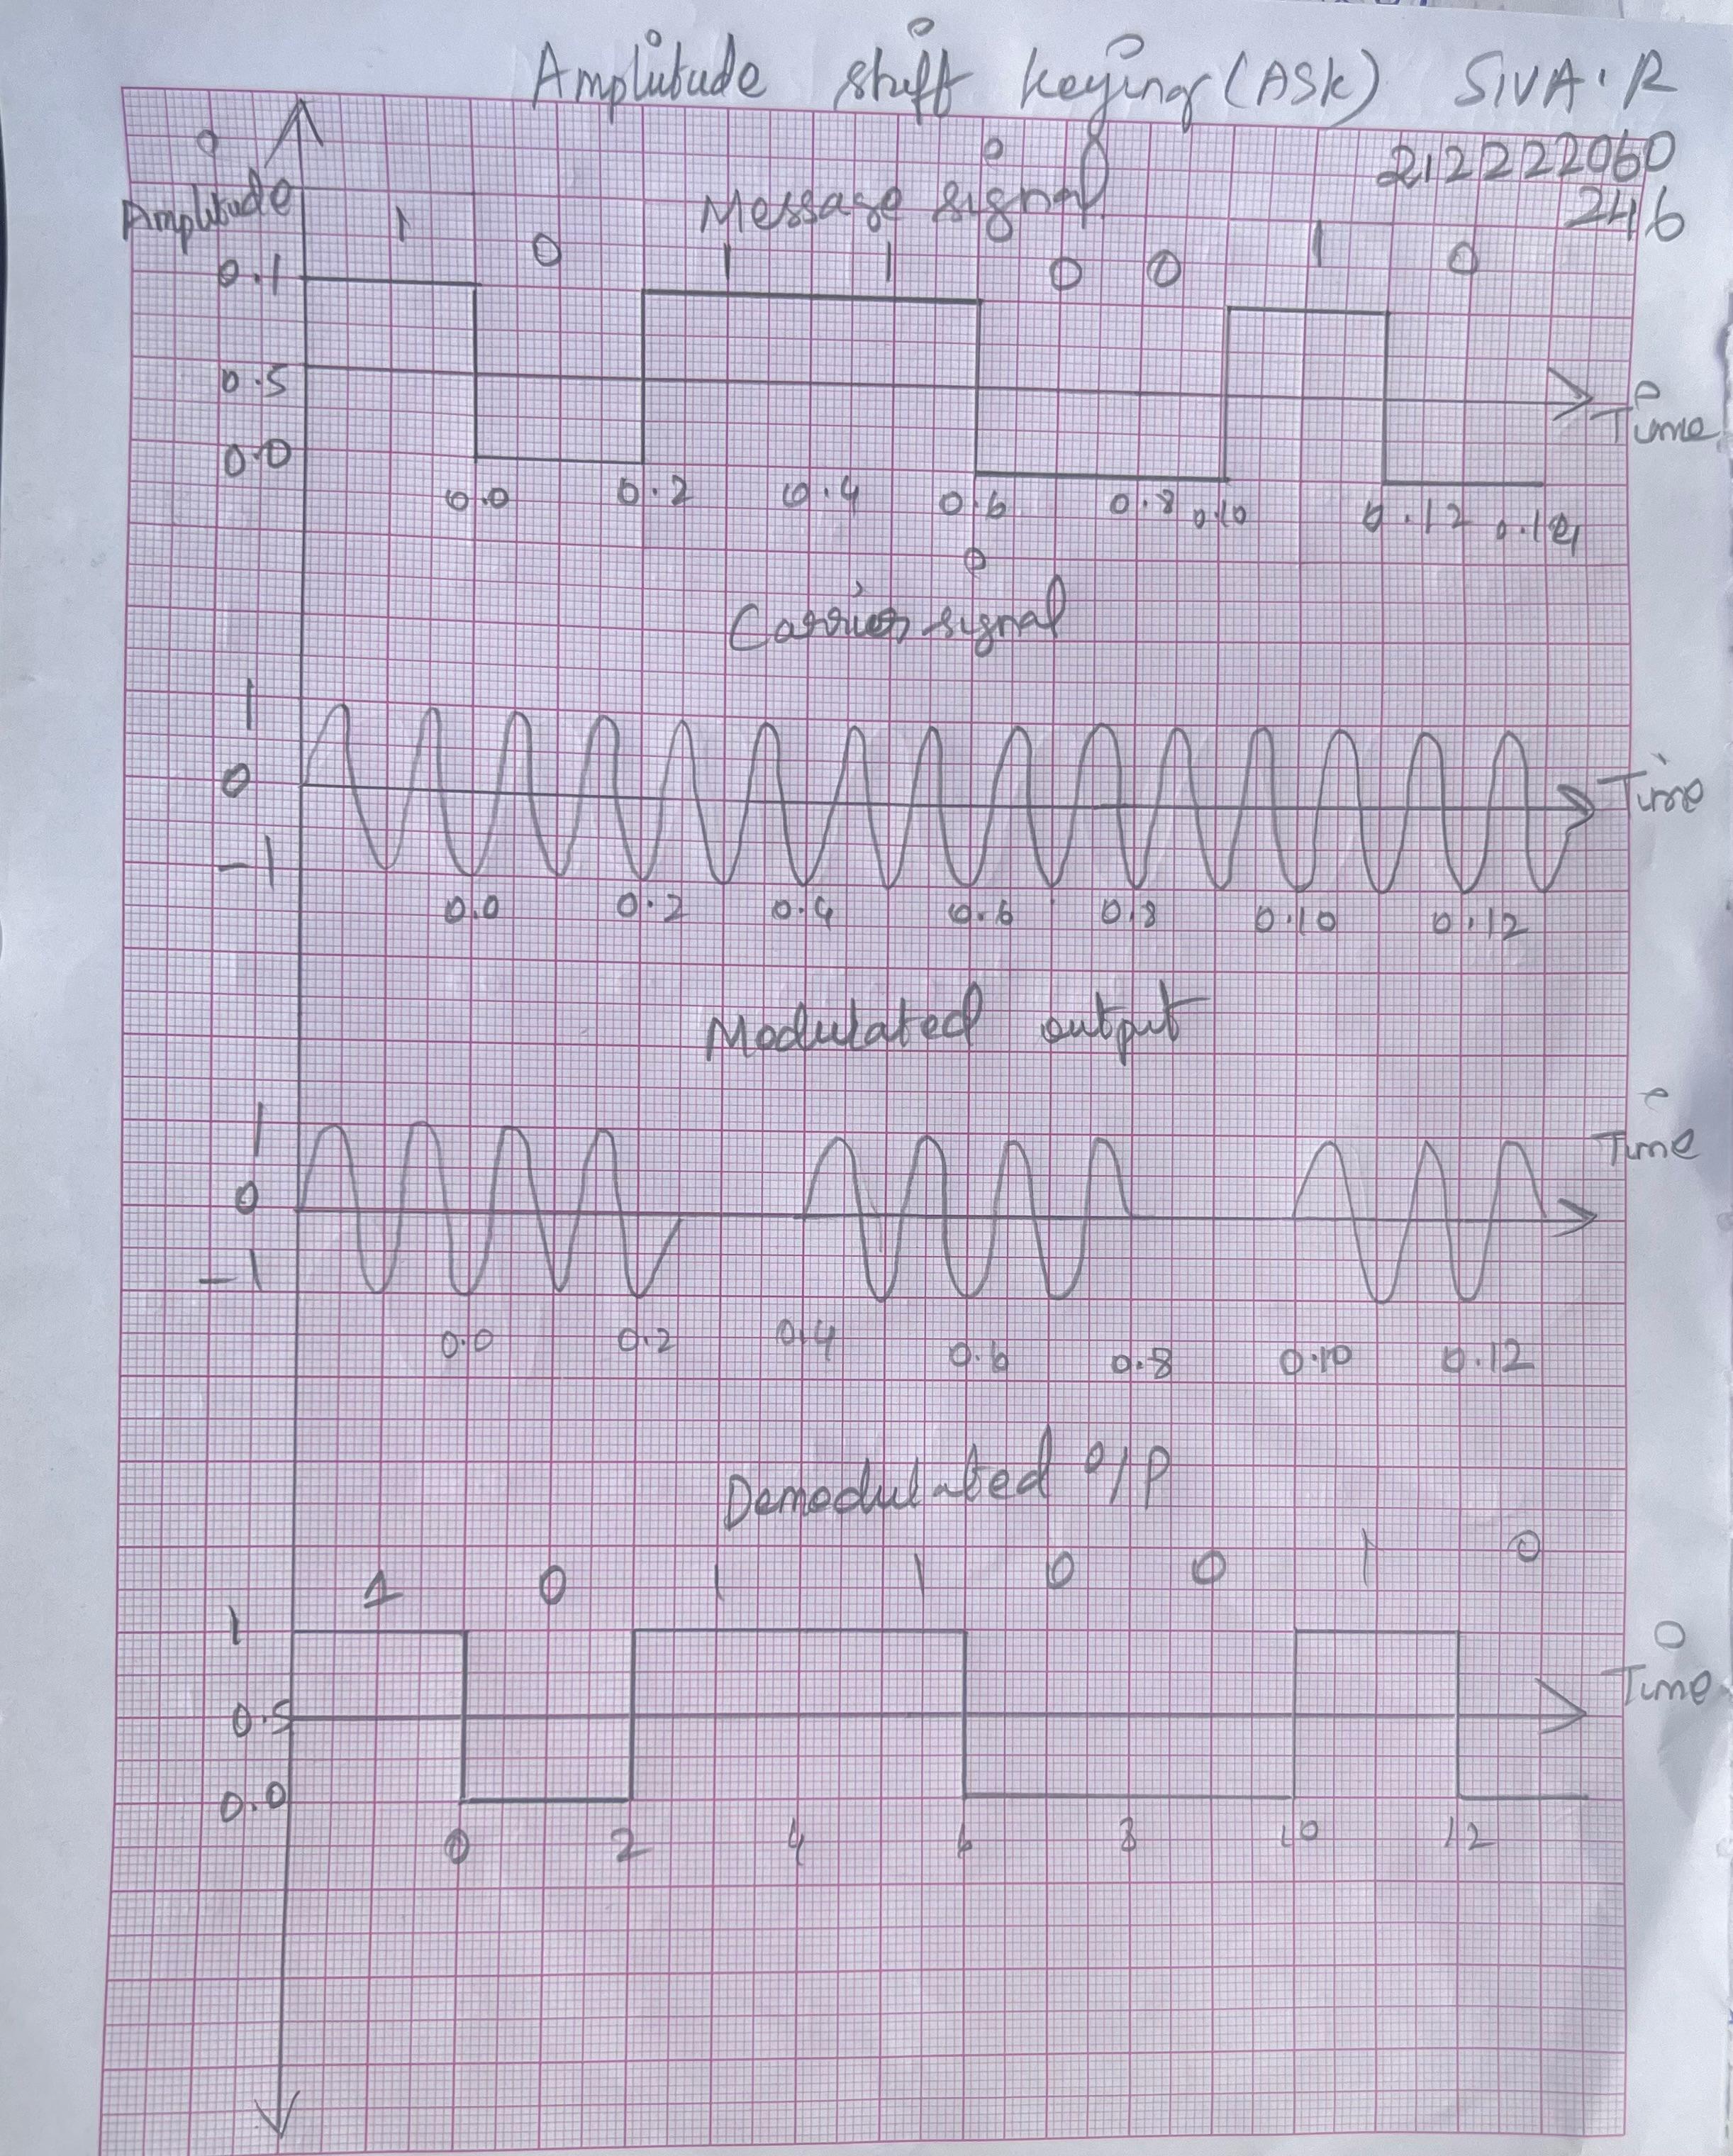 Amplitude shift keying (ASK) SIVA.R
212222060
246
Amplitude
Message signal
1 0 1 1 0 0 1 0
0.1
0.5
Time
0.0
0.0 0.2 0.4 0.6 0.8 0.10 0.12 0.14
Carrier signal
1
0
Time
-1
0.0 0.2 0.4 0.6 0.8 0.10 0.12
Modulated output
1
Time
0
-1
0.0 0.2 0.4 0.6 0.8 0.10 0.12
Demodulated o/p
1 0 1 1 0 0 1 0
1
Time
0.5
0.0
0 2 4 6 8 10 12